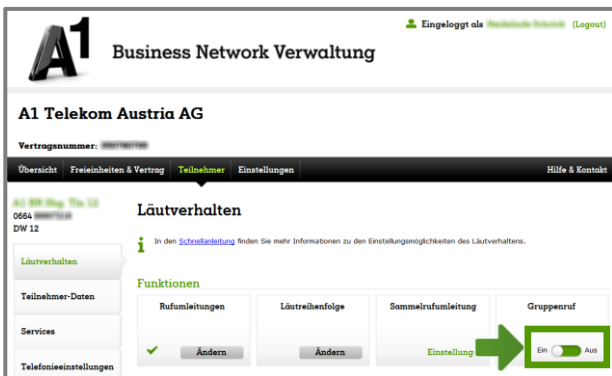 A1
Business Network Verwaltung
Eingeloggt als (Logout)
A1 Telekom Austria AG
Vertragsnummer:
Übersicht Freieinheiten & Vertrag Teilnehmer Einstellungen Hilfe & Kontakt
0664
DW 12
Läutverhalten
Teilnehmer-Daten
Services
Telefonieeinstellungen
Läutverhalten
In den Schnellanleitung finden Sie mehr Informationen zu den Einstellungsmöglichkeiten des Läutverhaltens.
Funktionen
Rufumleitungen
Ändern
Läutreihenfolge
Ändern
Sammelrufumleitung
Einstellung
Gruppenruf
Ein Aus